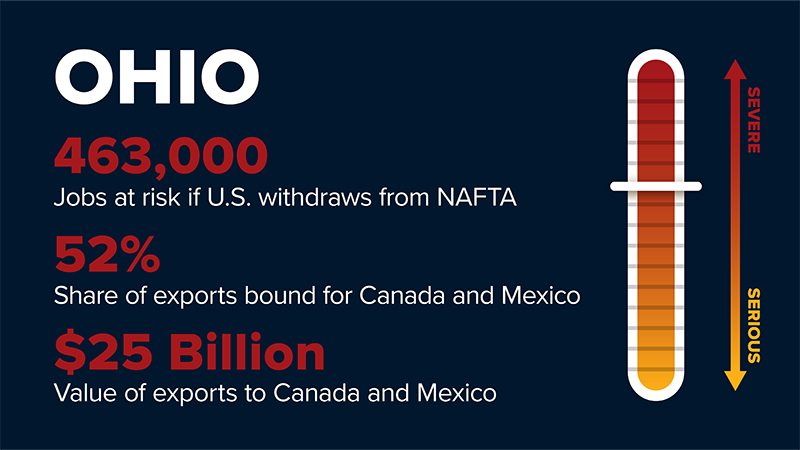 OHIO
463,000
Jobs at risk if U.S. withdraws from NAFTA
52%
Share of exports bound for Canada and Mexico
$25 Billion
Value of exports to Canada and Mexico
SEVERE
SERIOUS